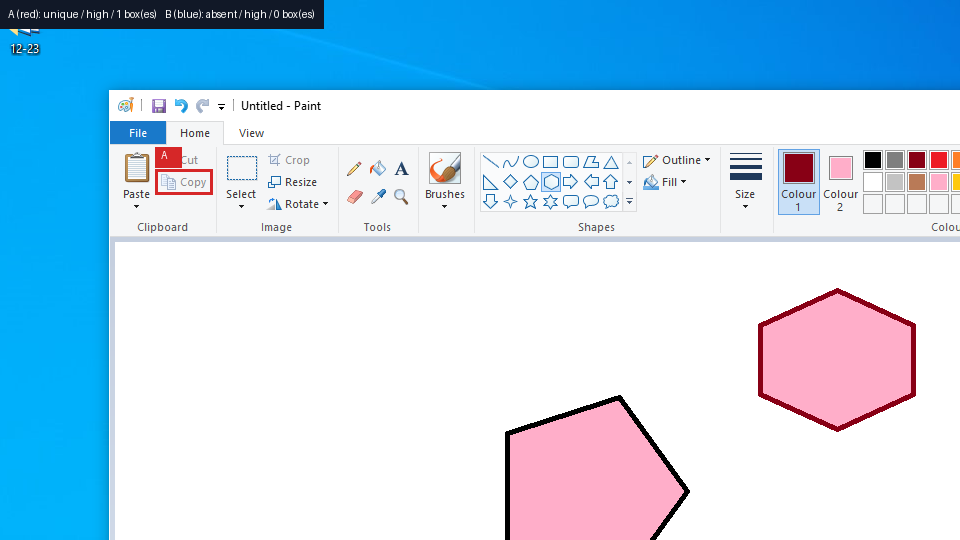 A (red): unique / high / 1 box(es) B (blue): absent / high / 0 box(es)
12-23
Untitled - Paint
File Home View
A
Cut
Copy
Paste
Clipboard
Select
Crop
Resize
Rotate
Image
A
Tools
Brushes
Outline
Fill
Shapes
Size
Colour
1
Colour
2
Colou